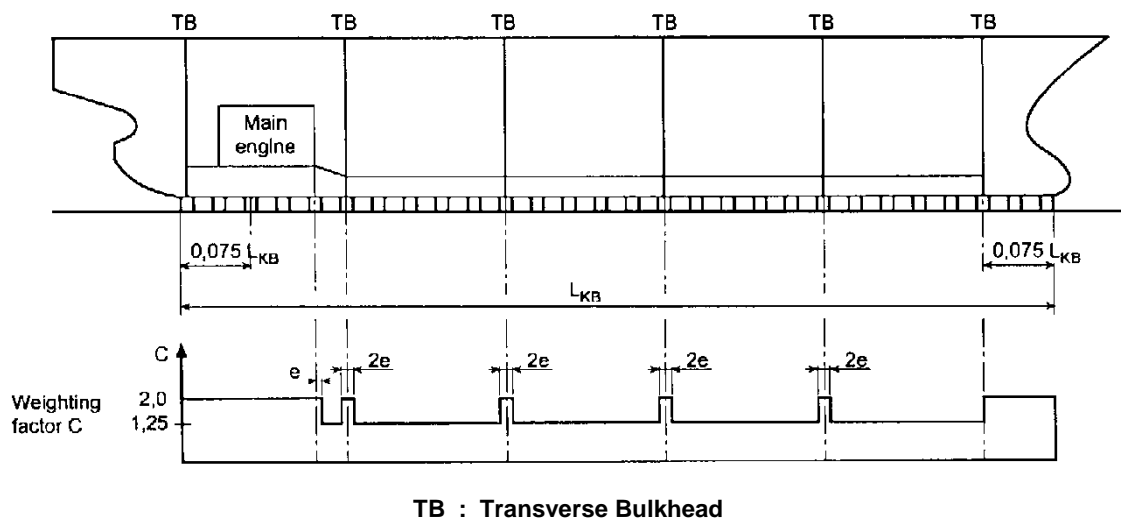 TB TB TB TB TB TB
Main
engine
0,075 L_KB 0,075 L_KB
L_KB
C
e 2e 2e 2e 2e
Weighting
factor C
2,0
1,25
TB : Transverse Bulkhead